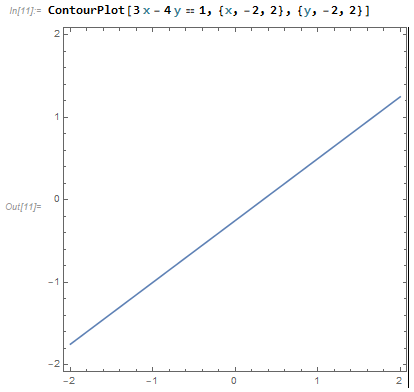 In[11]:= ContourPlot[3 x - 4 y == 1, {x, -2, 2}, {y, -2, 2}]
2
1
Out[11]= 0
-1
-2
-2 -1 0 1 2